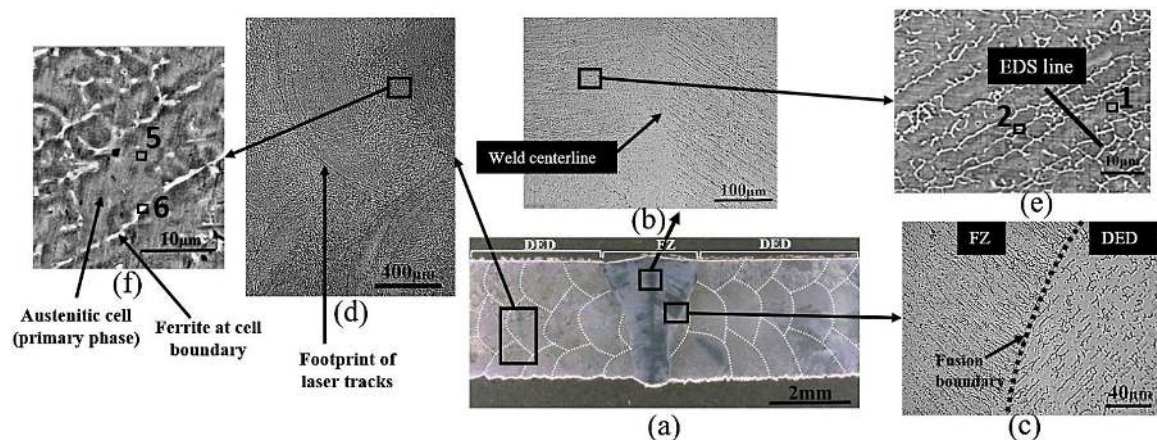 5
6
10μm
(f)
Austenitic cell
(primary phase)
Ferrite at cell
boundary
400μm
(d)
Footprint of
laser tracks
Weld centerline
100μm
(b)
EDS line
1
2
10μm
(e)
DED
FZ
DED
2mm
(a)
FZ
DED
Fusion
boundary
40μm
(c)